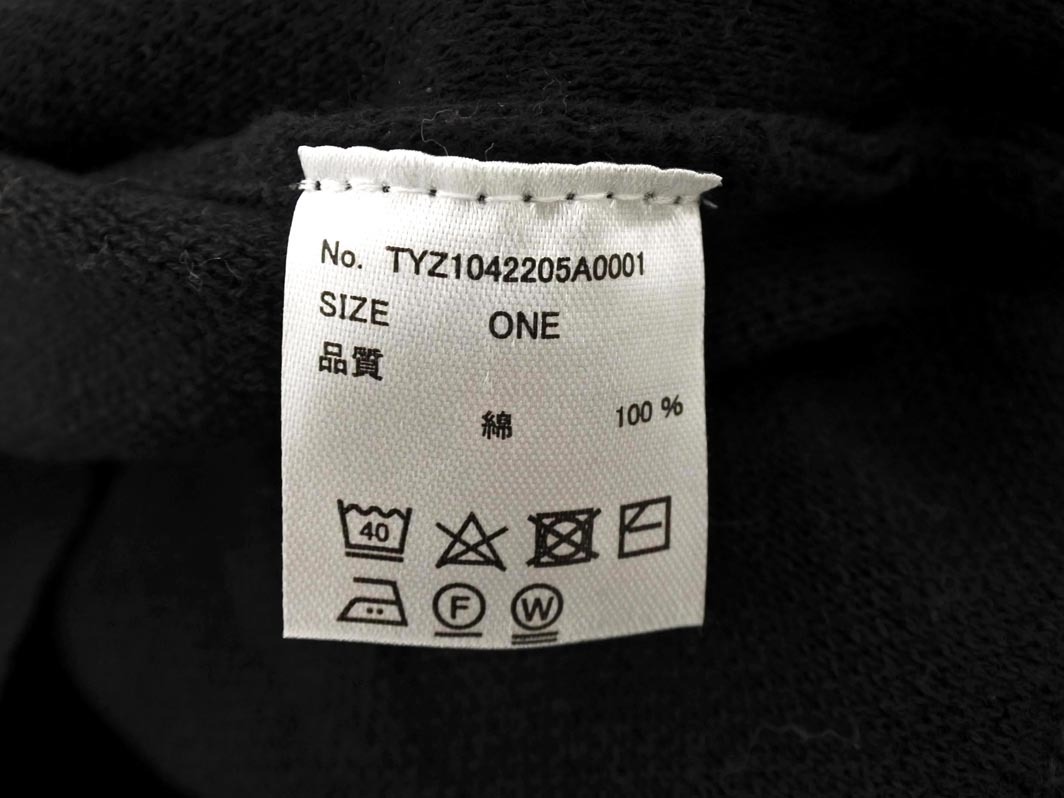 No. TYZ1042205A0001
SIZE ONE
品質
綿 100 %
40
F W